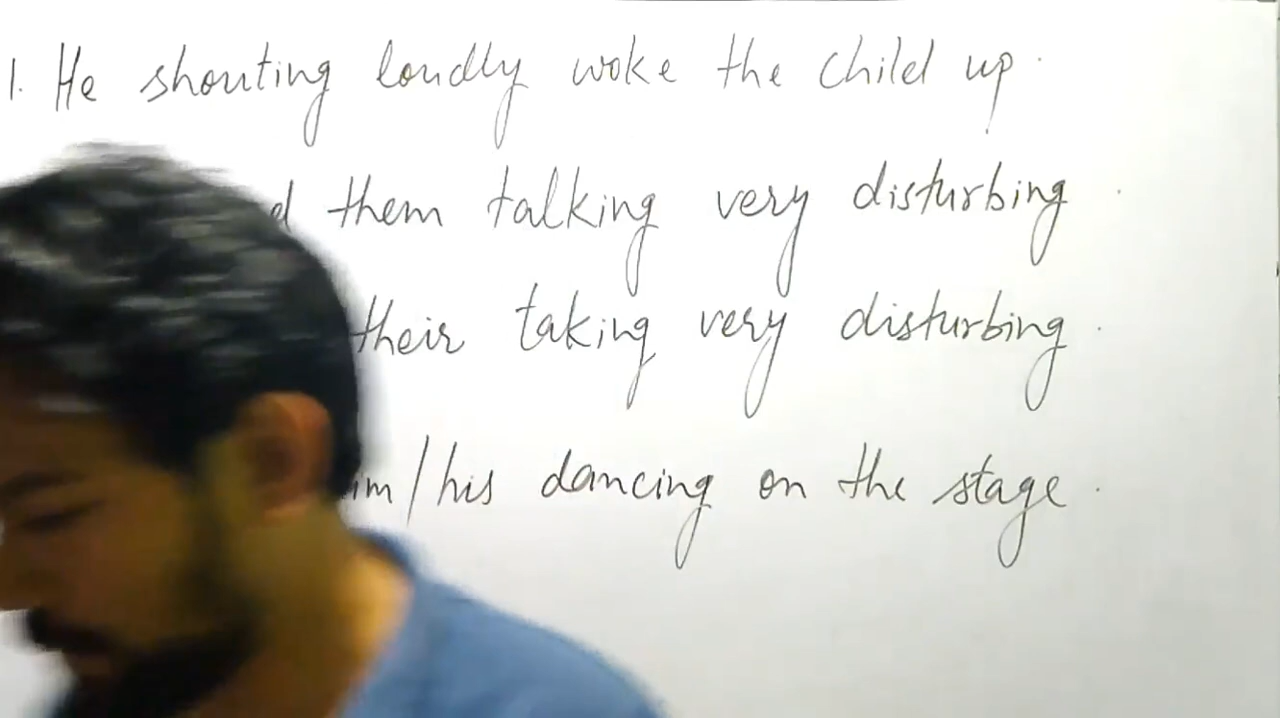 1. He shouting loudly woke the child up.
them talking very disturbing.
their taking very disturbing.
/his dancing on the stage.